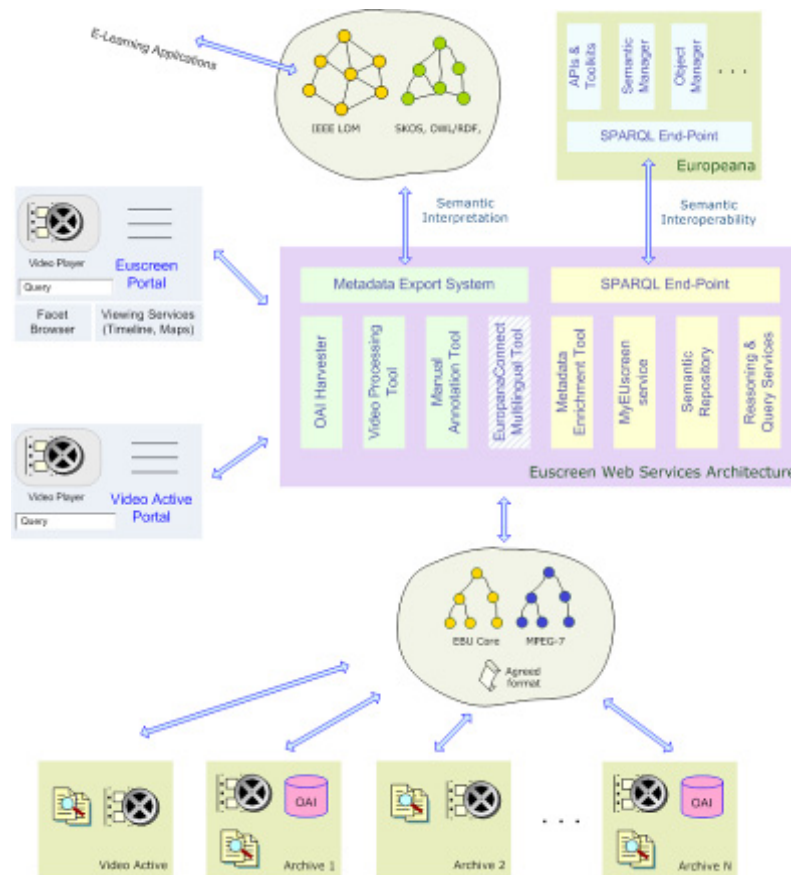 E-Learning Applications
IEEE LOM
SKOS, OWL/RDF,
APIs &
Toolkits
Semantic
Manager
Object
Manager
. . .
SPARQL End-Point
Europeana
Semantic
Interpretation
Semantic
Interoperability
Video Player
Euscreen
Portal
Query
Facet
Browser
Viewing Services
(Timeline, Maps)
Metadata Export System
SPARQL End-Point
OAI Harvester
Video Processing
Tool
Manual
Annotation Tool
EuropanaConnect
Multilingual Tool
Metadata
Enrichment Tool
MyEUscreen
service
Semantic
Repository
Reasoning &
Query Services
Euscreen Web Services Architecture
Video Player
Video Active
Portal
Query
EBU Core
MPEG-7
Agreed
format
Video Active
OAI
Archive 1
Archive 2
. . .
OAI
Archive N